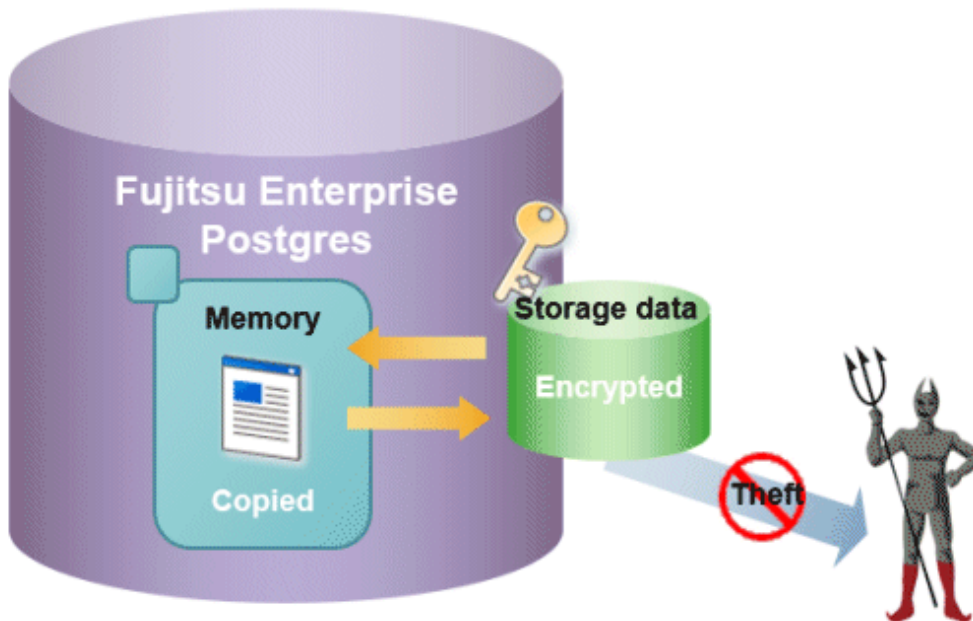 Fujitsu Enterprise
Postgres
Memory
Copied
Storage data
Encrypted
Theft